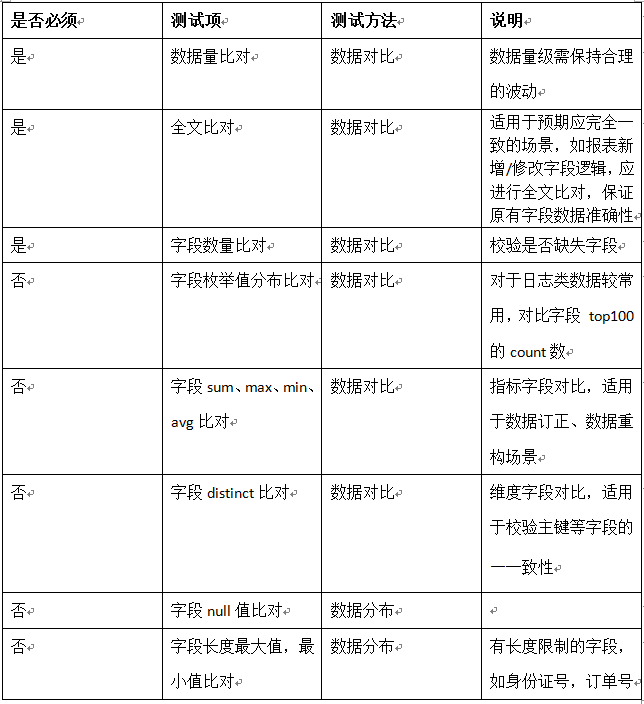 是否必须 测试项 测试方法 说明
是 数据量比对 数据对比 数据量级需保持合理
的波动
是 全文比对 数据对比 适用于预期应完全一
致的场景，如报表新
增/修改字段逻辑，应
进行全文比对，保证
原有字段数据准确性
是 字段数量比对 数据对比 校验是否缺失字段
否 字段枚举值分布比对 数据对比 对于日志类数据较常
用，对比字段 top100
的 count 数
否 字段 sum、max、min、 数据对比 指标字段对比，适用
avg 比对 于数据订正、数据重
构场景
否 字段 distinct 比对 数据对比 维度字段对比，适用
于校验主键等字段的
一一致性
否 字段 null 值比对 数据分布
否 字段长度最大值，最 数据分布 有长度限制的字段，
小值比对 如身份证号，订单号